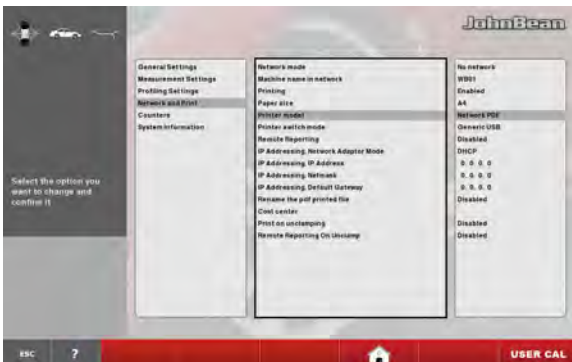 JohnBean
General Settings
Measurement Settings
Profiling Settings
Network and Print
Counters
System Information
Network mode
Machine name in network
Printing
Paper size
Printer model
Printer switch mode
Remote Reporting
IP Addressing, Network Adapter Mode
IP Addressing, IP Address
IP Addressing, Netmask
IP Addressing, Default Gateway
Rename the pdf printed file
Cost center
Print on unclamping
Remote Reporting On Unclamp
No network
WB01
Enabled
A4
Network PDF
Generic USB
Disabled
DHCP
0. 0. 0. 0
0. 0. 0. 0
0. 0. 0. 0
Disabled
Disabled
Disabled
Select the option you
want to change and
confirm it
ESC
?
USER CAL